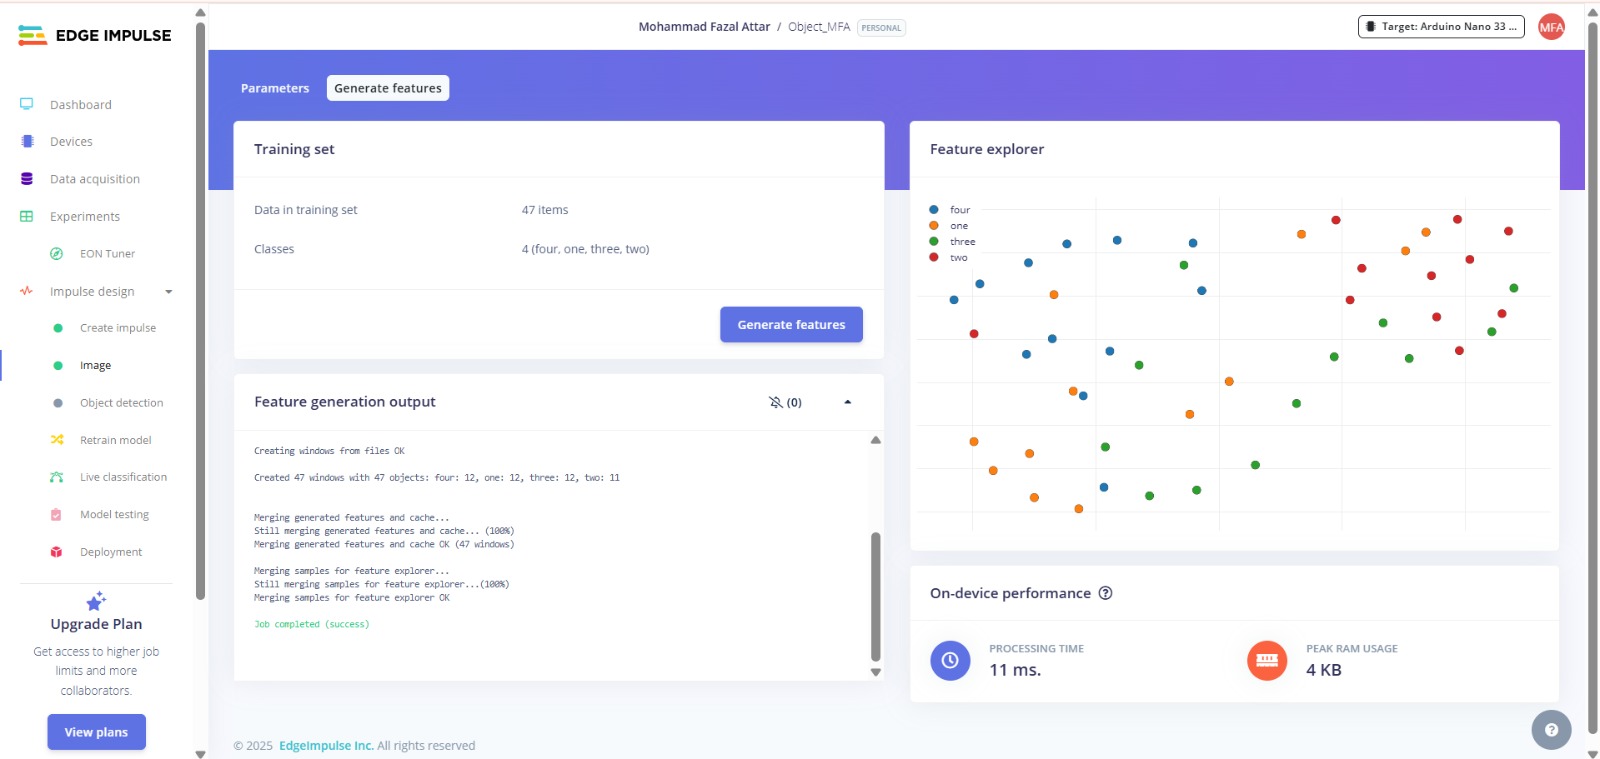 EDGE IMPULSE
Mohammad Fazal Attar / Object_MFA PERSONAL
Target: Arduino Nano 33 ...
MFA
Dashboard
Devices
Data acquisition
Experiments
EON Tuner
Impulse design
Create impulse
Image
Object detection
Retrain model
Live classification
Model testing
Deployment
Upgrade Plan
Get access to higher job
limits and more
collaborators.
View plans
Parameters
Generate features
Training set
Data in training set 47 items
Classes 4 (four, one, three, two)
Generate features
Feature generation output
(0)
Creating windows from files OK
Created 47 windows with 47 objects: four: 12, one: 12, three: 12, two: 11
Merging generated features and cache...
Still merging generated features and cache... (100%)
Merging generated features and cache OK (47 windows)
Merging samples for feature explorer...
Still merging samples for feature explorer...(100%)
Merging samples for feature explorer OK
Job completed (success)
Feature explorer
four
one
three
two
On-device performance ?
PROCESSING TIME
11 ms.
PEAK RAM USAGE
4 KB
?
© 2025 EdgeImpulse Inc. All rights reserved